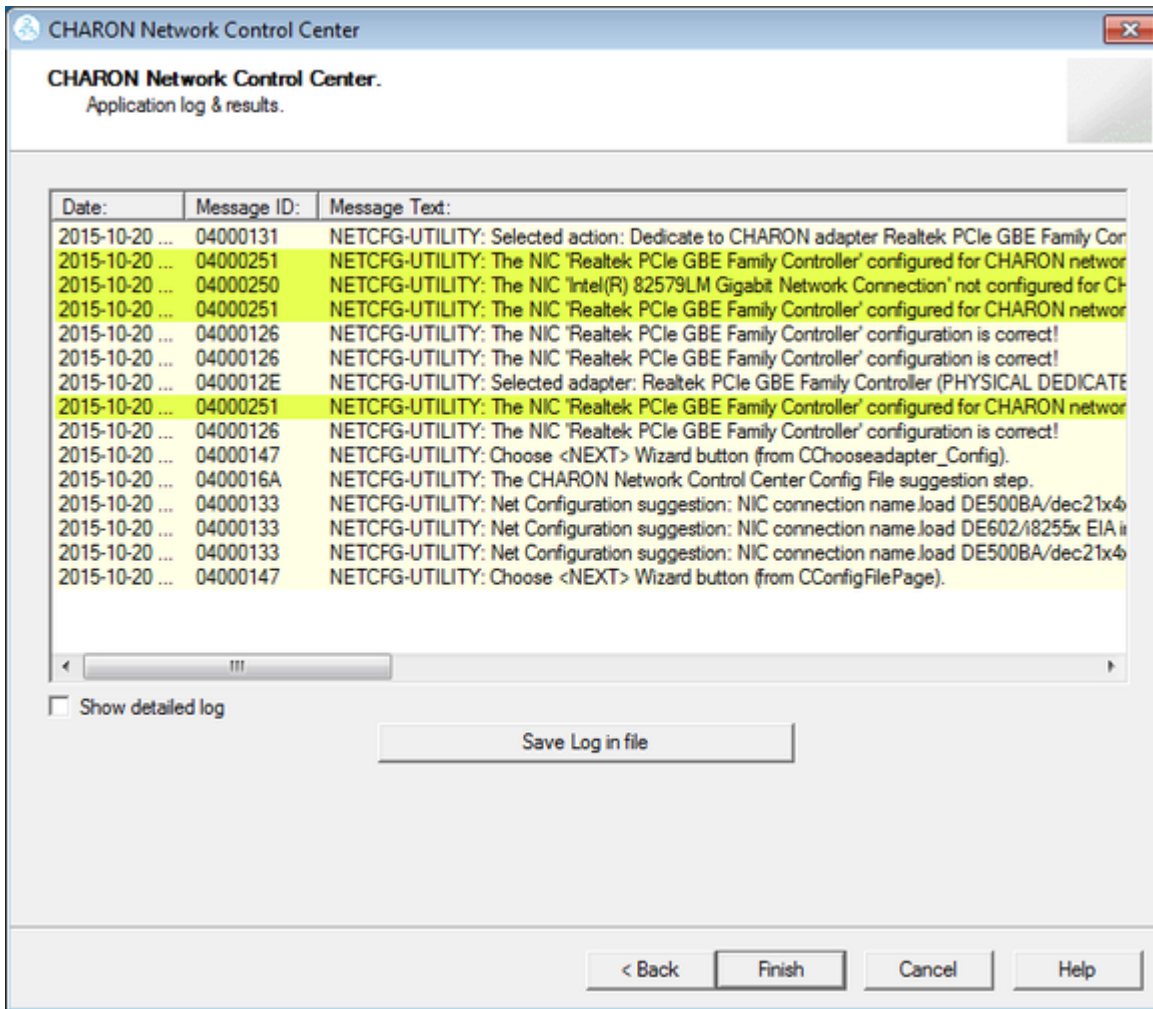 CHARON Network Control Center
CHARON Network Control Center.
Application log & results.
Date: Message ID: Message Text:
2015-10-20 ... 04000131 NETCFG-UTILITY: Selected action: Dedicate to CHARON adapter Realtek PCIe GBE Family Con
2015-10-20 ... 04000251 NETCFG-UTILITY: The NIC 'Realtek PCIe GBE Family Controller' configured for CHARON networ
2015-10-20 ... 04000250 NETCFG-UTILITY: The NIC 'Intel(R) 82579LM Gigabit Network Connection' not configured for CH
2015-10-20 ... 04000251 NETCFG-UTILITY: The NIC 'Realtek PCIe GBE Family Controller' configured for CHARON networ
2015-10-20 ... 04000126 NETCFG-UTILITY: The NIC 'Realtek PCIe GBE Family Controller' configuration is correct!
2015-10-20 ... 04000126 NETCFG-UTILITY: The NIC 'Realtek PCIe GBE Family Controller' configuration is correct!
2015-10-20 ... 0400012E NETCFG-UTILITY: Selected adapter: Realtek PCIe GBE Family Controller (PHYSICAL DEDICATE
2015-10-20 ... 04000251 NETCFG-UTILITY: The NIC 'Realtek PCIe GBE Family Controller' configured for CHARON networ
2015-10-20 ... 04000126 NETCFG-UTILITY: The NIC 'Realtek PCIe GBE Family Controller' configuration is correct!
2015-10-20 ... 04000147 NETCFG-UTILITY: Choose <NEXT> Wizard button (from CChooseadapter_Config).
2015-10-20 ... 0400016A NETCFG-UTILITY: The CHARON Network Control Center Config File suggestion step.
2015-10-20 ... 04000133 NETCFG-UTILITY: Net Configuration suggestion: NIC connection name.load DE500BA/dec21x4x
2015-10-20 ... 04000133 NETCFG-UTILITY: Net Configuration suggestion: NIC connection name.load DE602/i8255x EIA i
2015-10-20 ... 04000133 NETCFG-UTILITY: Net Configuration suggestion: NIC connection name.load DE500BA/dec21x4x
2015-10-20 ... 04000147 NETCFG-UTILITY: Choose <NEXT> Wizard button (from CConfigFilePage).
Show detailed log
Save Log in file
< Back Finish Cancel Help